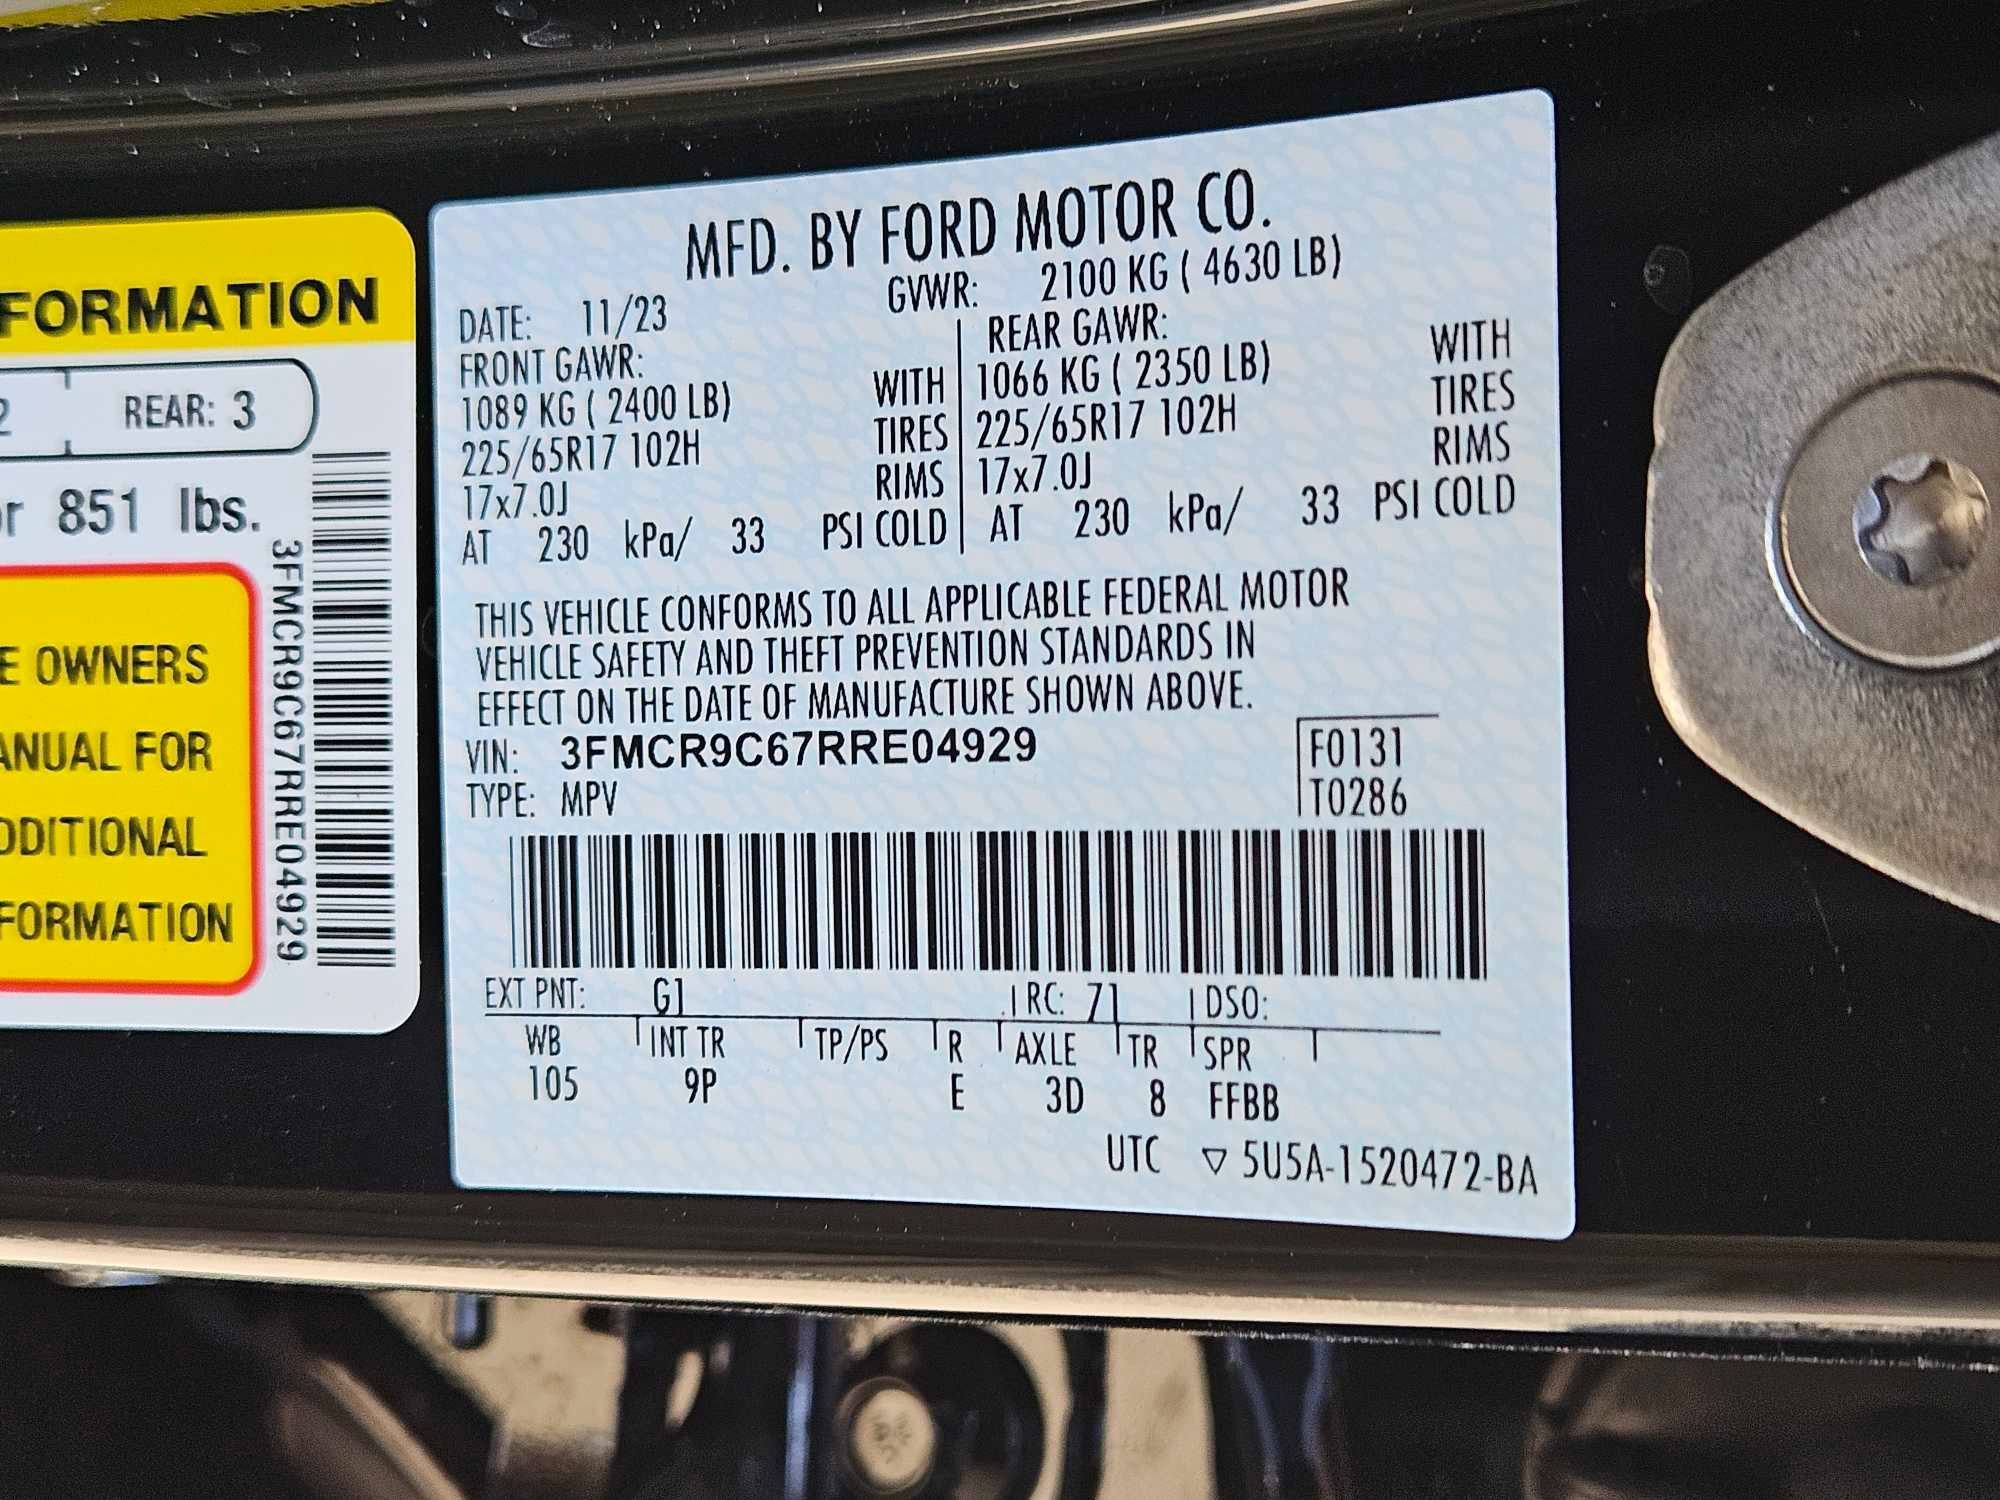 FORMATION
2 REAR: 3
r 851 lbs.
E OWNERS
ANUAL FOR
DDITIONAL
FORMATION
3FMCR9C67RRE04929
MFD. BY FORD MOTOR CO.
DATE: 11/23 GVWR: 2100 KG ( 4630 LB)
FRONT GAWR: REAR GAWR:
1089 KG ( 2400 LB) WITH 1066 KG ( 2350 LB) WITH
225/65R17 102H TIRES 225/65R17 102H TIRES
17x7.0J RIMS 17x7.0J RIMS
AT 230 kPa/ 33 PSI COLD AT 230 kPa/ 33 PSI COLD
THIS VEHICLE CONFORMS TO ALL APPLICABLE FEDERAL MOTOR
VEHICLE SAFETY AND THEFT PREVENTION STANDARDS IN
EFFECT ON THE DATE OF MANUFACTURE SHOWN ABOVE.
VIN: 3FMCR9C67RRE04929 F0131
TYPE: MPV T0286
EXT PNT: G1 RC: 71 DSO:
WB INT TR TP/PS R AXLE TR SPR
105 9P E 3D 8 FFBB
UTC ▽ 5U5A-1520472-BA